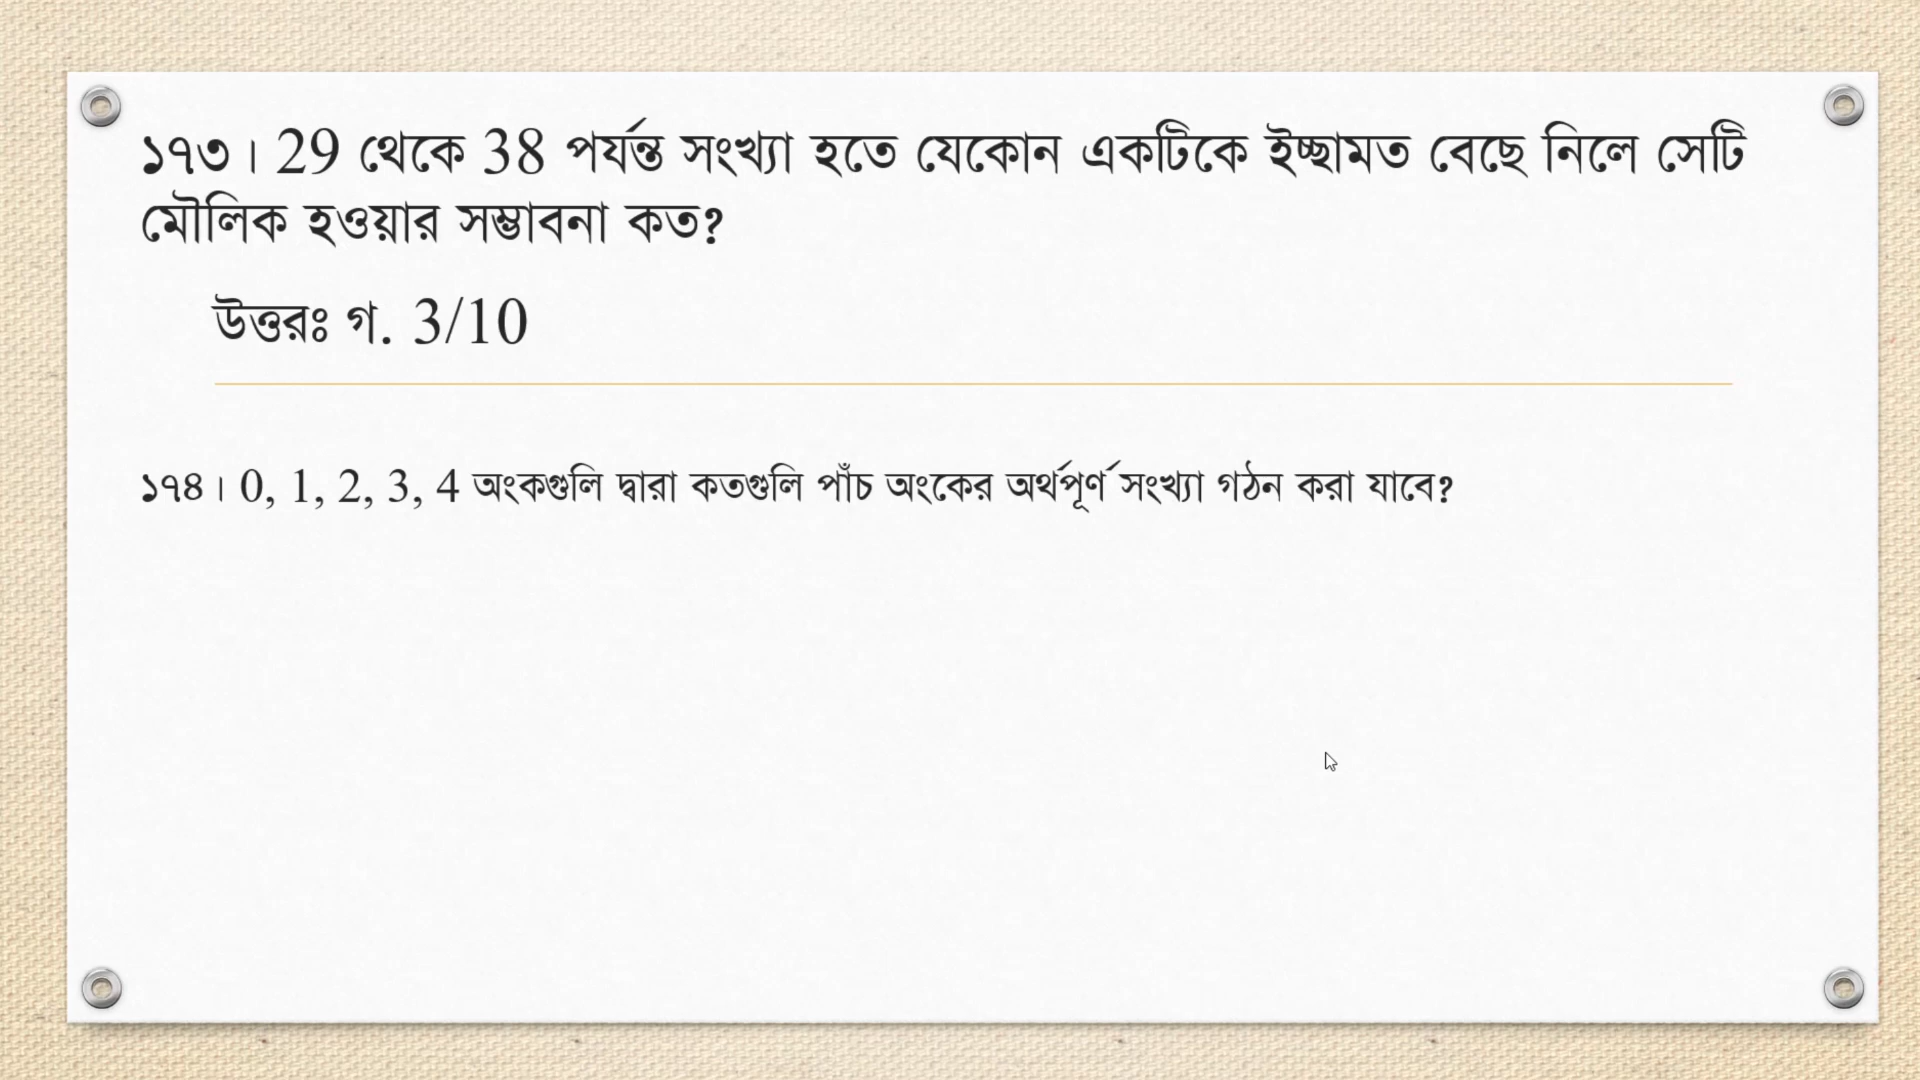 ১৭৩। 29 থেকে 38 পর্যন্ত সংখ্যা হতে যেকোন একটিকে ইচ্ছামত বেছে নিলে সেটি
মৌলিক হওয়ার সম্ভাবনা কত?
উত্তরঃ গ. 3/10
১৭৪। 0, 1, 2, 3, 4 অংকগুলি দ্বারা কতগুলি পাঁচ অংকের অর্থপূর্ণ সংখ্যা গঠন করা যাবে?